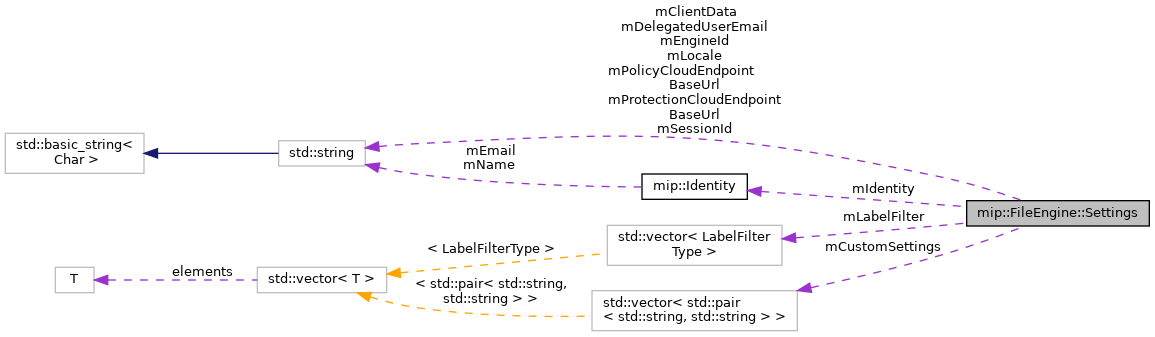 mClientData
mDelegatedUserEmail
mEngineId
mLocale
mPolicyCloudEndpoint
BaseUrl
mProtectionCloudEndpoint
BaseUrl
mSessionId
std::basic_string<
Char >
std::string
mEmail
mName
mip::Identity
mIdentity
mip::FileEngine::Settings
mLabelFilter
std::vector< LabelFilter
Type >
mCustomSettings
< LabelFilterType >
T
elements
std::vector< T >
< std::pair< std::string,
std::string > >
std::vector< std::pair
< std::string, std::string > >